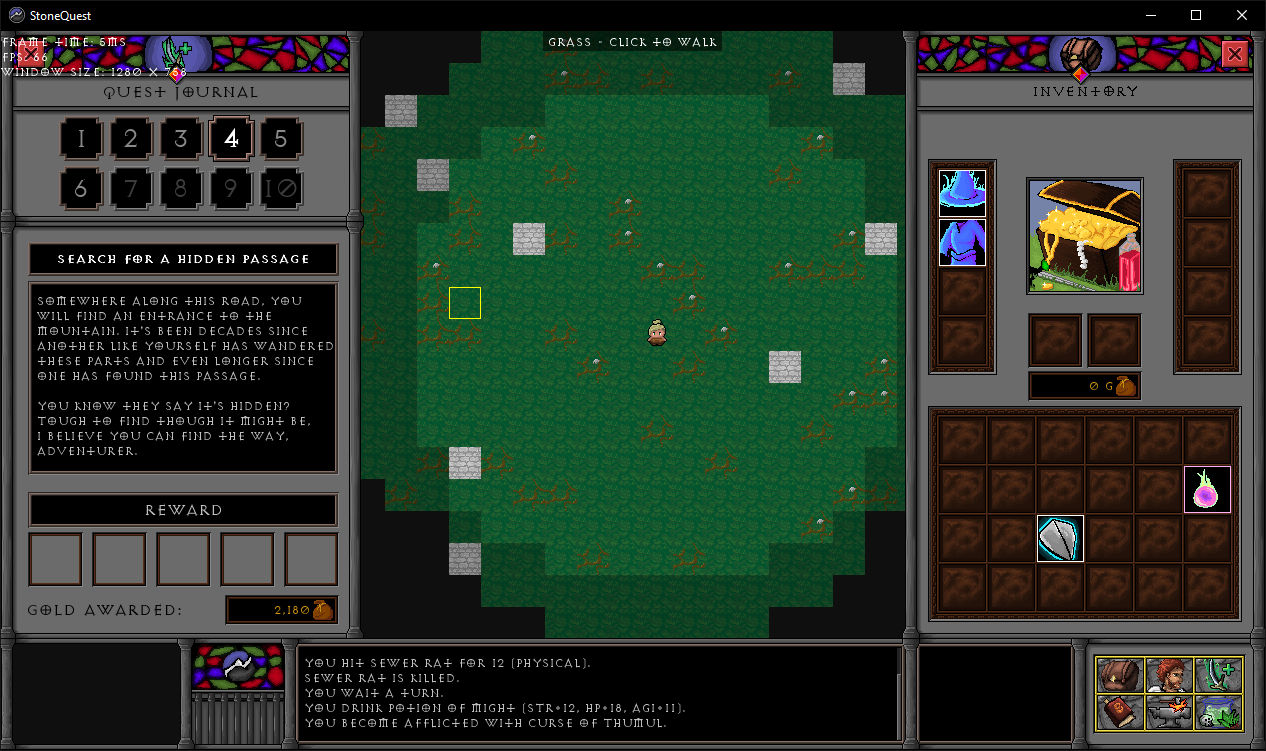 StoneQuest
FRAME TIME: 5MS
FPS: 66
WINDOW SIZE: 1280 X 768
GRASS - CLICK TO WALK
QUEST JOURNAL
1 2 3 4 5
6 7 8 9 10
SEARCH FOR A HIDDEN PASSAGE
SOMEWHERE ALONG THIS ROAD, YOU
WILL FIND AN ENTRANCE TO THE
MOUNTAIN. IT'S BEEN DECADES SINCE
ANOTHER LIKE YOURSELF HAS WANDERED
THESE PARTS AND EVEN LONGER SINCE
ONE HAS FOUND THIS PASSAGE.
YOU KNOW THEY SAY IT'S HIDDEN?
TOUGH TO FIND THOUGH IT MIGHT BE,
I BELIEVE YOU CAN FIND THE WAY,
ADVENTURER.
REWARD
GOLD AWARDED: 2,180
INVENTORY
0 G
YOU HIT SEWER RAT FOR 12 (PHYSICAL).
SEWER RAT IS KILLED.
YOU WAIT A TURN.
YOU DRINK POTION OF MIGHT (STR+12, HP+18, AGI+11).
YOU BECOME AFFLICTED WITH CURSE OF THUMUL.